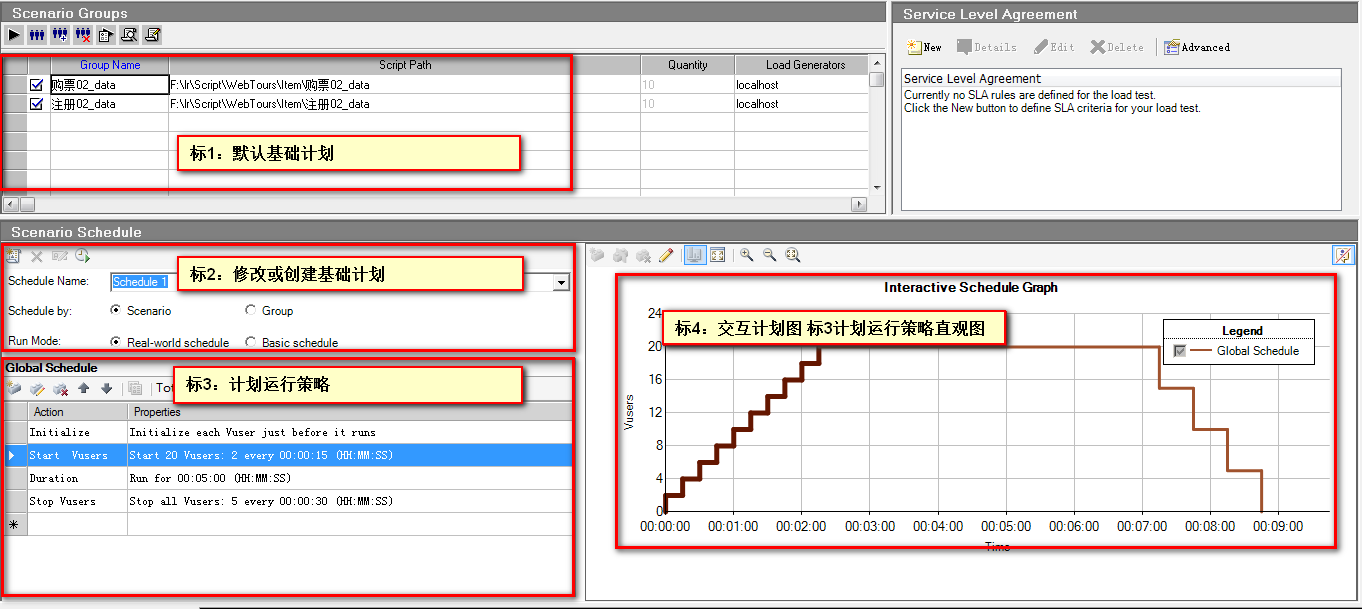 Scenario Groups
Group Name Script Path Quantity Load Generators
购票02_data F:\lr\Script\WebTours\Item\购票02_data 10 localhost
注册02_data F:\lr\Script\WebTours\Item\注册02_data 10 localhost
标1：默认基础计划
Service Level Agreement
New Details Edit Delete Advanced
Service Level Agreement
Currently no SLA rules are defined for the load test.
Click the New button to define SLA criteria for your load test.
Scenario Schedule
标2：修改或创建基础计划
Schedule Name: Schedule 1
Schedule by: Scenario Group
Run Mode: Real-world schedule Basic schedule
Global Schedule
标3：计划运行策略
Action Properties
Initialize Initialize each Vuser just before it runs
Start Vusers Start 20 Vusers: 2 every 00:00:15 (HH:MM:SS)
Duration Run for 00:05:00 (HH:MM:SS)
Stop Vusers Stop all Vusers: 5 every 00:00:30 (HH:MM:SS)
Interactive Schedule Graph
标4：交互计划图 标3计划运行策略直观图
Legend
Global Schedule
Vusers
24
20
16
12
8
4
0
00:00:00 00:01:00 00:02:00 00:03:00 00:04:00 00:05:00 00:06:00 00:07:00 00:08:00 00:09:00
Time